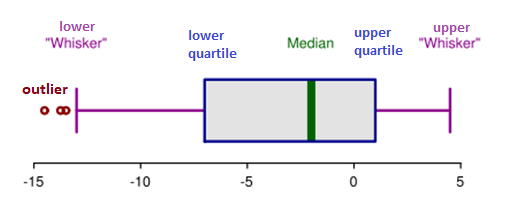 lower
"Whisker"
lower
quartile
Median
upper
quartile
upper
"Whisker"
outlier
-15 -10 -5 0 5